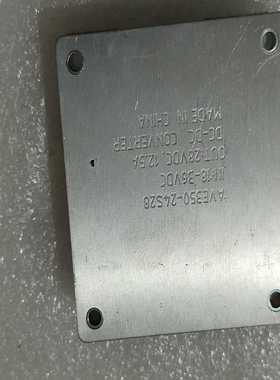 AVE350-24S28
IN:18-36VDC
OUT:28VDC, 12.5A
DC-DC CONVERTER
MADE IN CHINA